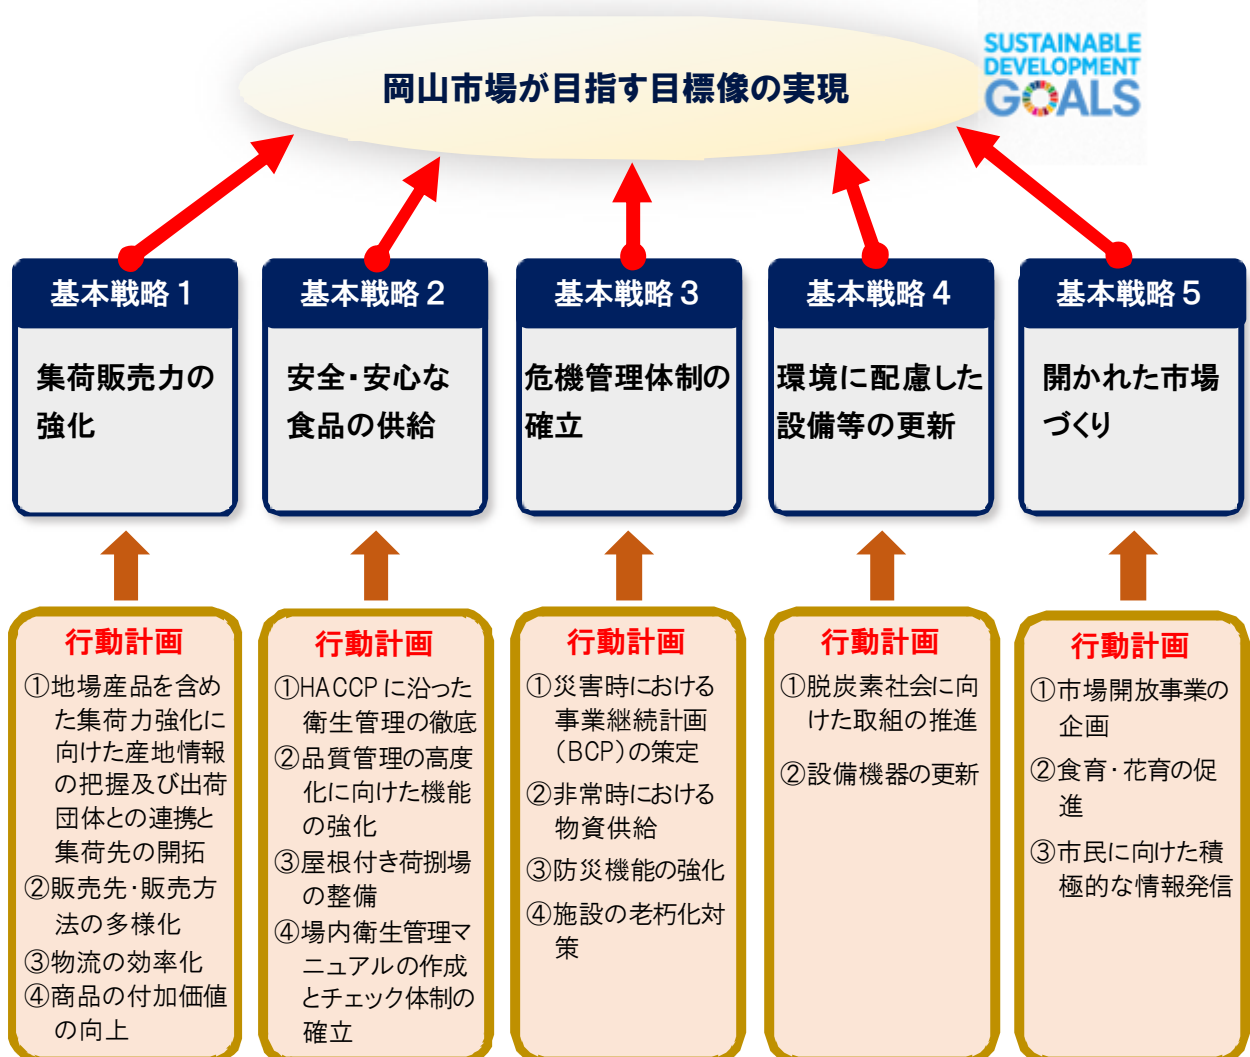 岡山市場が目指す目標像の実現
SUSTAINABLE
DEVELOPMENT
GOALS
基本戦略1
集荷販売力の
強化
基本戦略2
安全・安心な
食品の供給
基本戦略3
危機管理体制の
確立
基本戦略4
環境に配慮した
設備等の更新
基本戦略5
開かれた市場
づくり
行動計画
①地場産品を含め
た集荷力強化に
向けた産地情報
の把握及び出荷
団体との連携と
集荷先の開拓
②販売先・販売方
法の多様化
③物流の効率化
④商品の付加価値
の向上
行動計画
①HACCPに沿った
衛生管理の徹底
②品質管理の高度
化に向けた機能
の強化
③屋根付き荷捌場
の整備
④場内衛生管理マ
ニュアルの作成
とチェック体制の
確立
行動計画
①災害時における
事業継続計画
(BCP)の策定
②非常時における
物資供給
③防災機能の強化
④施設の老朽化対
策
行動計画
①脱炭素社会に向
けた取組の推進
②設備機器の更新
行動計画
①市場開放事業の
企画
②食育・花育の促
進
③市民に向けた積
極的な情報発信